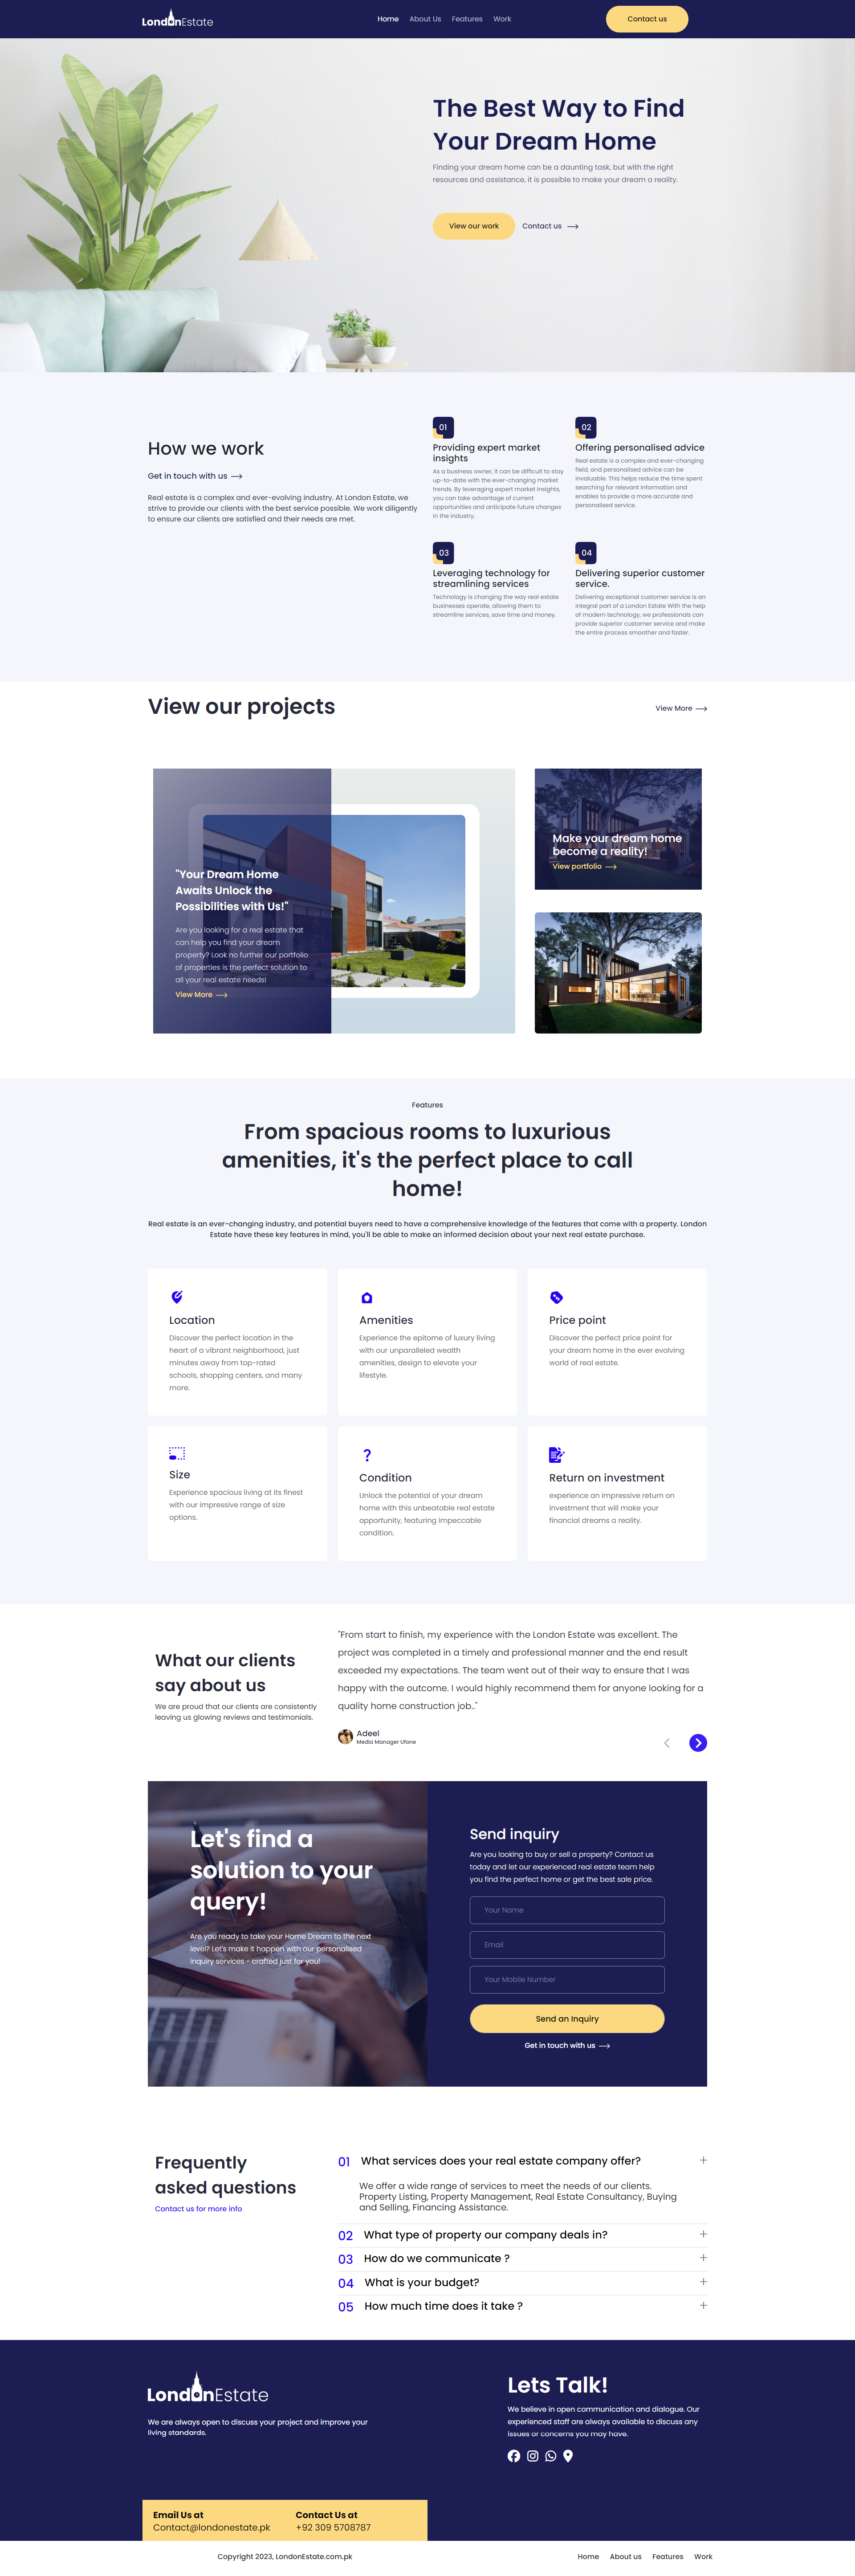 LondonEstate
Home About Us Features Work
Contact us
The Best Way to Find
Your Dream Home
Finding your dream home can be a daunting task, but with the right
resources and assistance, it is possible to make your dream a reality.
View our work
Contact us
How we work
Get in touch with us
Real estate is a complex and ever-evolving industry. At London Estate, we
strive to provide our clients with the best service possible. We work diligently
to ensure our clients are satisfied and their needs are met.
01
Providing expert market
insights
As a business owner, it can be difficult to stay
up-to-date with the ever-changing market
trends. By leveraging expert market insights,
you can take advantage of current
opportunities and anticipate future changes
in the industry.
02
Offering personalised advice
Real estate is a complex and ever-changing
field, and personalised advice can be
invaluable. This helps reduce the time spent
searching for relevant information and
enables to provide a more accurate and
personalised service.
03
Leveraging technology for
streamlining services
Technology is changing the way real estate
businesses operate, allowing them to
streamline services, save time and money.
04
Delivering superior customer
service.
Delivering exceptional customer service is an
integral part of a London Estate With the help
of modern technology, we professionals can
provide superior customer service and make
the entire process smoother and faster.
View our projects
View More
"Your Dream Home
Awaits Unlock the
Possibilities with Us!"
Are you looking for a real estate that
can help you find your dream
property? Look no further our portfolio
of properties is the perfect solution to
all your real estate needs!
View More
Make your dream home
become a reality!
View portfolio
Features
From spacious rooms to luxurious
amenities, it's the perfect place to call
home!
Real estate is an ever-changing industry, and potential buyers need to have a comprehensive knowledge of the features that come with a property. London
Estate have these key features in mind, you'll be able to make an informed decision about your next real estate purchase.
Location
Discover the perfect location in the
heart of a vibrant neighborhood, just
minutes away from top-rated
schools, shopping centers, and many
more.
Amenities
Experience the epitome of luxury living
with our unparalleled wealth
amenities, design to elevate your
lifestyle.
Price point
Discover the perfect price point for
your dream home in the ever evolving
world of real estate.
Size
Experience spacious living at its finest
with our impressive range of size
options.
Condition
Unlock the potential of your dream
home with this unbeatable real estate
opportunity, featuring impeccable
condition.
Return on investment
experience an impressive return on
investment that will make your
financial dreams a reality.
What our clients
say about us
We are proud that our clients are consistently
leaving us glowing reviews and testimonials.
"From start to finish, my experience with the London Estate was excellent. The
project was completed in a timely and professional manner and the end result
exceeded my expectations. The team went out of their way to ensure that I was
happy with the outcome. I would highly recommend them for anyone looking for a
quality home construction job.."
Adeel
Media Manager Ufone
Let's find a
solution to your
query!
Are you ready to take your Home Dream to the next
level? Let's make it happen with our personalised
inquiry services - crafted just for you!
Send inquiry
Are you looking to buy or sell a property? Contact us
today and let our experienced real estate team help
you find the perfect home or get the best sale price.
Your Name
Email
Your Mobile Number
Send an Inquiry
Get in touch with us
Frequently
asked questions
Contact us for more info
01 What services does your real estate company offer?
We offer a wide range of services to meet the needs of our clients.
Property Listing, Property Management, Real Estate Consultancy, Buying
and Selling, Financing Assistance.
02 What type of property our company deals in?
03 How do we communicate ?
04 What is your budget?
05 How much time does it take ?
LondonEstate
We are always open to discuss your project and improve your
living standards.
Lets Talk!
We believe in open communication and dialogue. Our
experienced staff are always available to discuss any
issues or concerns you may have.
Email Us at
Contact@londonestate.pk
Contact Us at
+92 309 5708787
Copyright 2023, LondonEstate.com.pk
Home About us Features Work